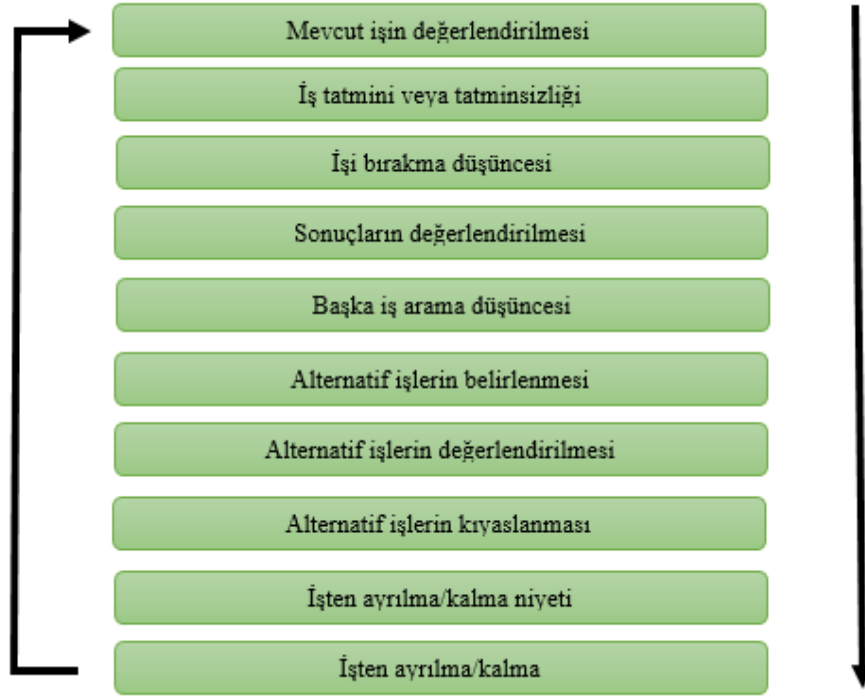 Mevcut işin değerlendirilmesi
İş tatmini veya tatminsizliği
İşi bırakma düşüncesi
Sonuçların değerlendirilmesi
Başka iş arama düşüncesi
Alternatif işlerin belirlenmesi
Alternatif işlerin değerlendirilmesi
Alternatif işlerin kıyaslanması
İşten ayrılma/kalma niyeti
İşten ayrılma/kalma